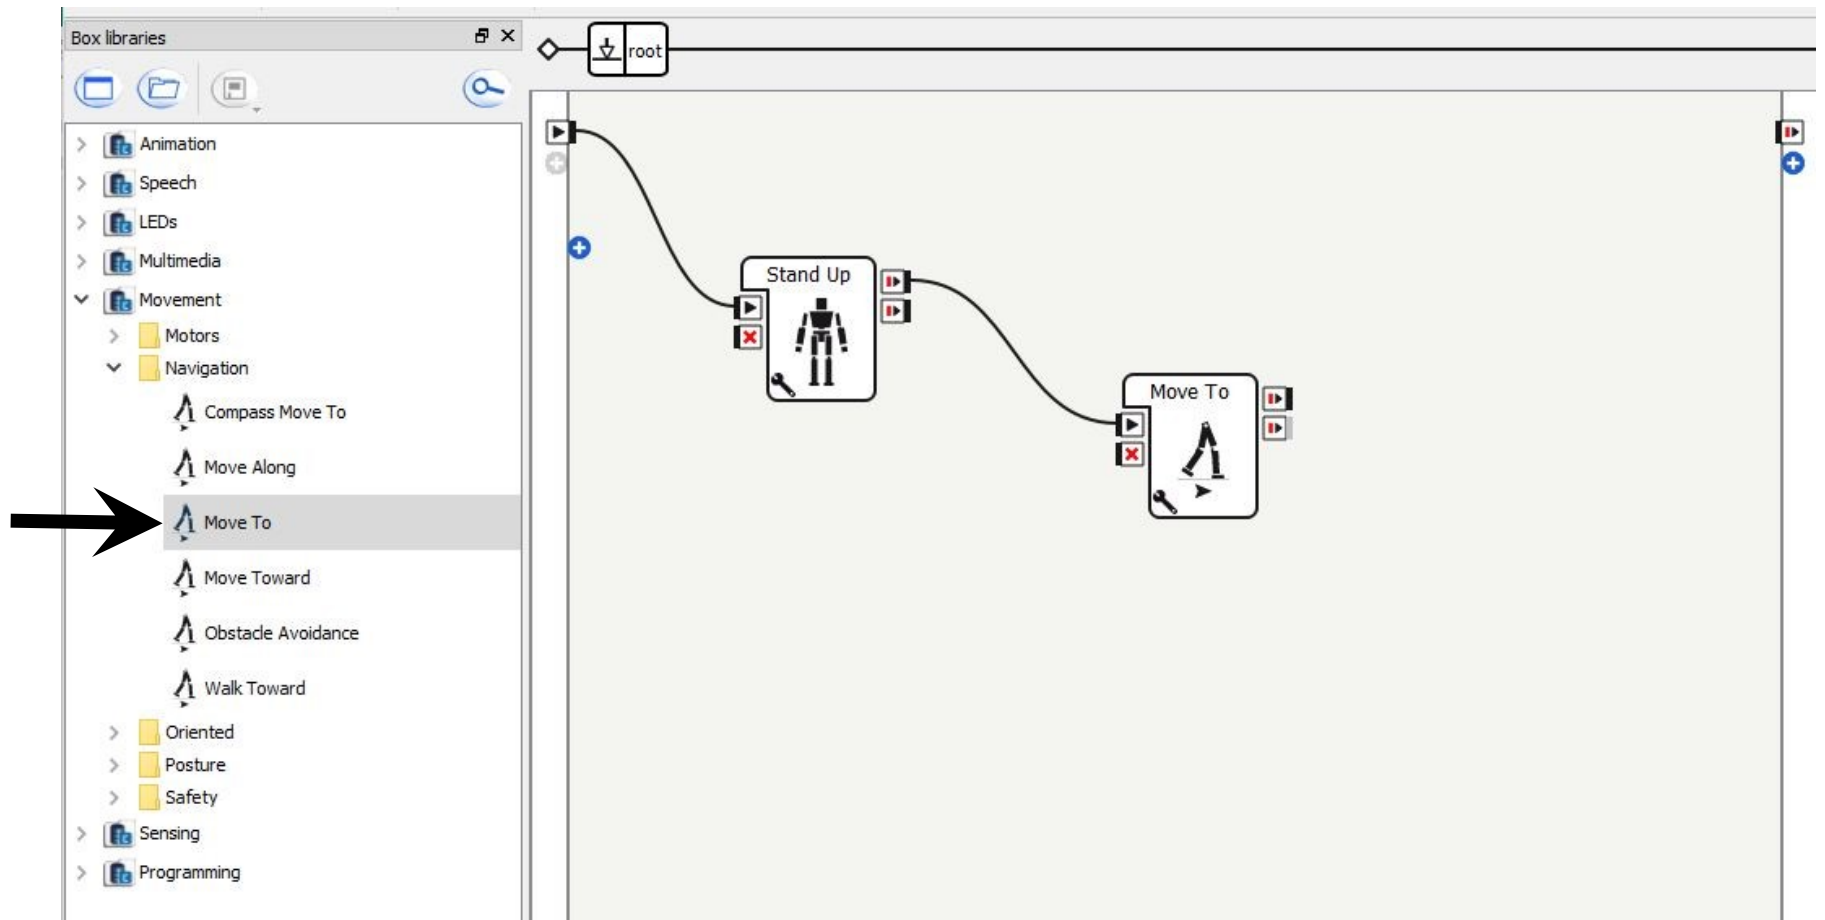 Box libraries
root
Animation
Speech
LEDs
Multimedia
Movement
Motors
Navigation
Compass Move To
Move Along
Move To
Move Toward
Obstacle Avoidance
Walk Toward
Oriented
Posture
Safety
Sensing
Programming
Stand Up
Move To